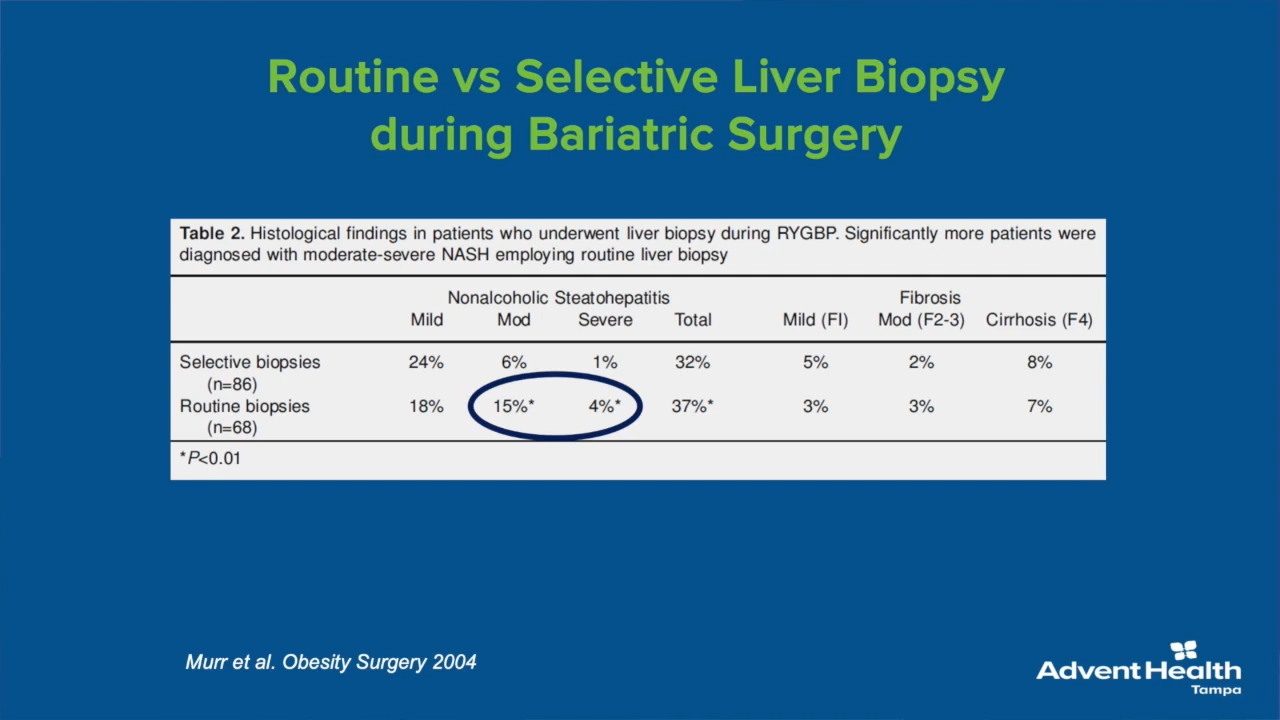 Routine vs Selective Liver Biopsy
during Bariatric Surgery
Table 2. Histological findings in patients who underwent liver biopsy during RYGBP. Significantly more patients were
diagnosed with moderate-severe NASH employing routine liver biopsy
Nonalcoholic Steatohepatitis Fibrosis
Mild Mod Severe Total Mild (FI) Mod (F2-3) Cirrhosis (F4)
Selective biopsies 24% 6% 1% 32% 5% 2% 8%
(n=86)
Routine biopsies 18% 15%* 4%* 37%* 3% 3% 7%
(n=68)
*P<0.01
Murr et al. Obesity Surgery 2004
Advent Health
Tampa